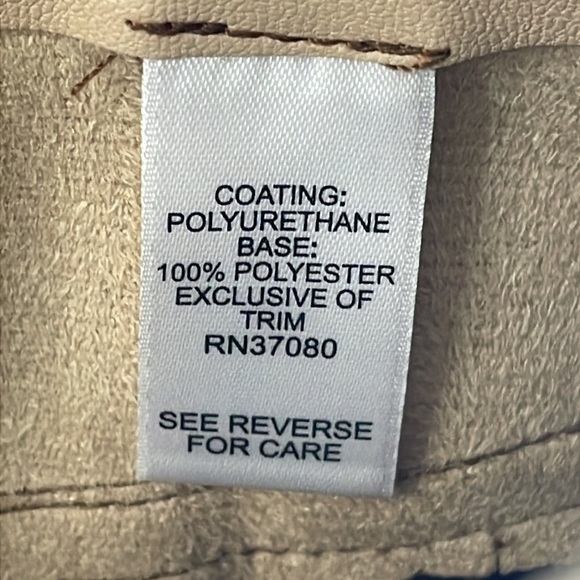 COATING:
POLYURETHANE
BASE:
100% POLYESTER
EXCLUSIVE OF
TRIM
RN37080
SEE REVERSE
FOR CARE